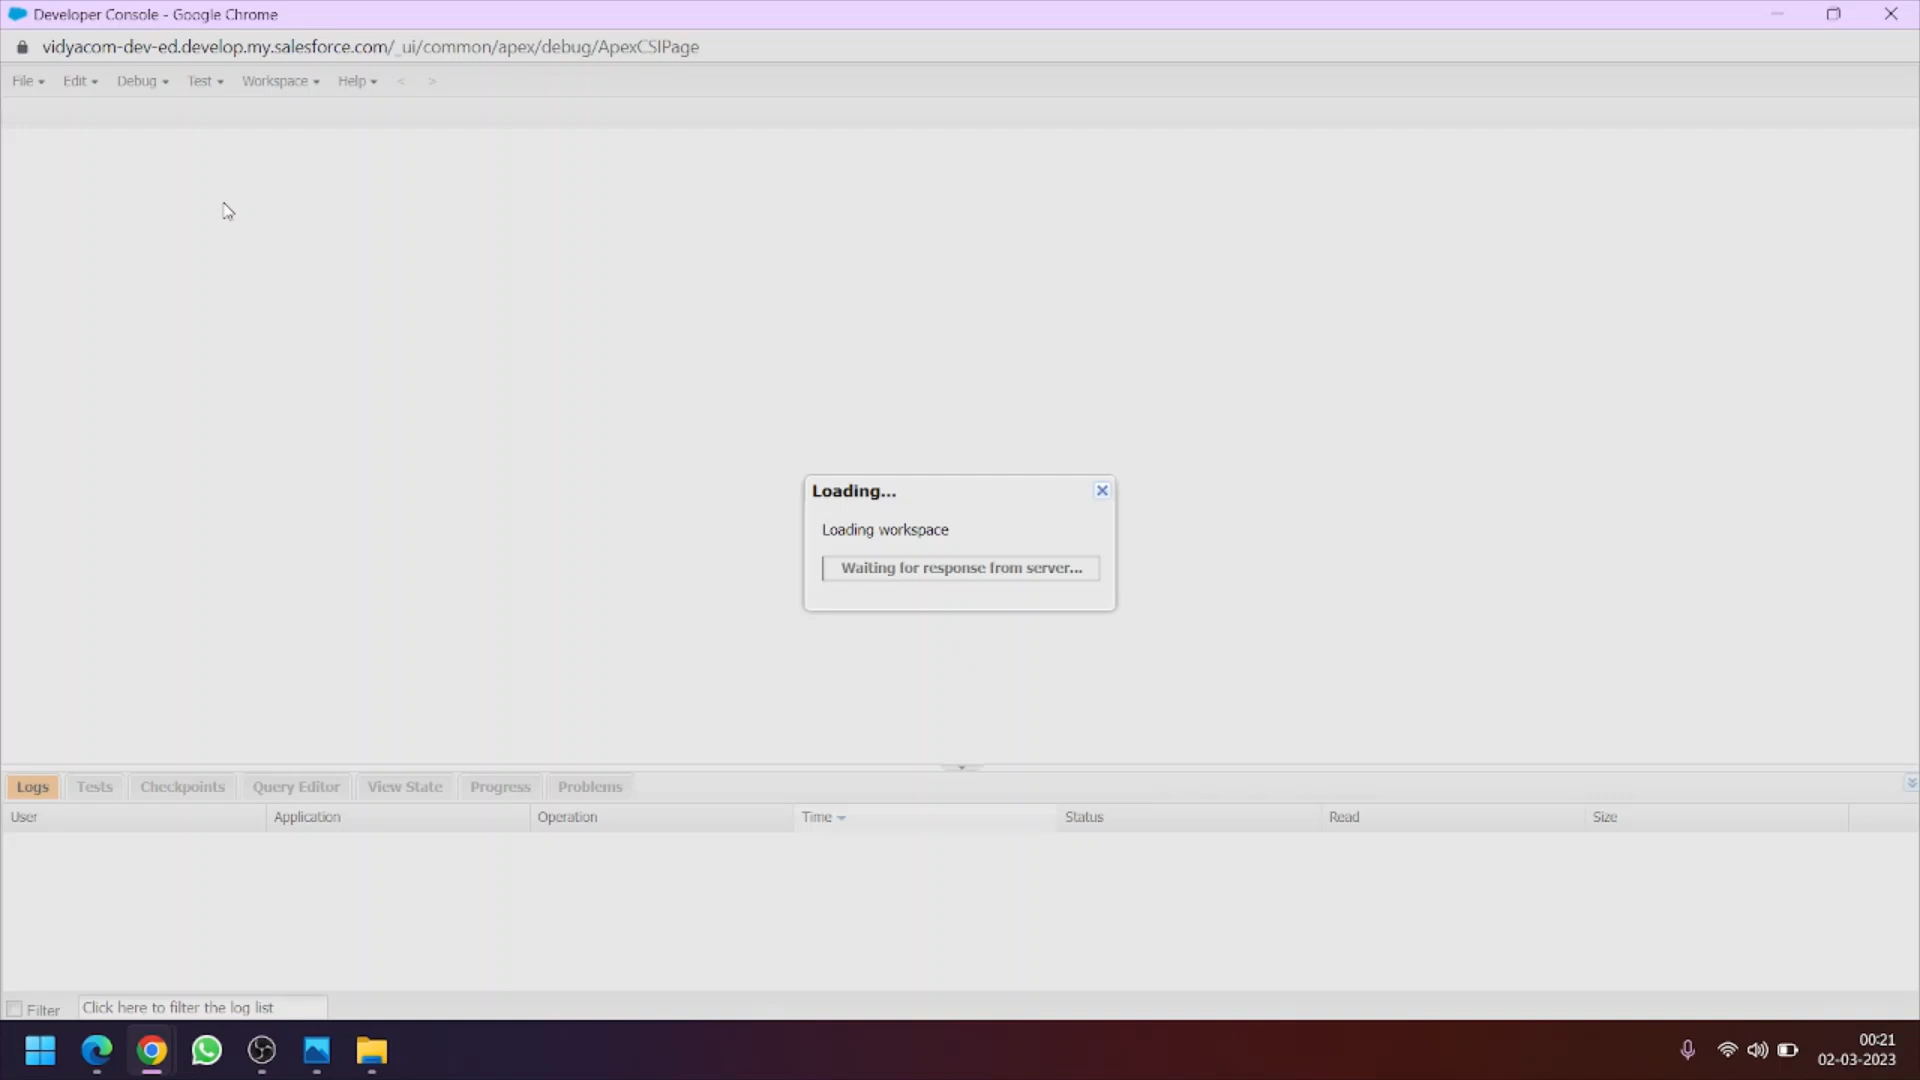 Developer Console - Google Chrome
vidyacom-dev-ed.develop.my.salesforce.com/_ui/common/apex/debug/ApexCSIPage
File Edit Debug Test Workspace Help < >
Loading...
Loading workspace
Waiting for response from server...
Logs Tests Checkpoints Query Editor View State Progress Problems
User Application Operation Time Status Read Size
Filter Click here to filter the log list
00:21
02-03-2023